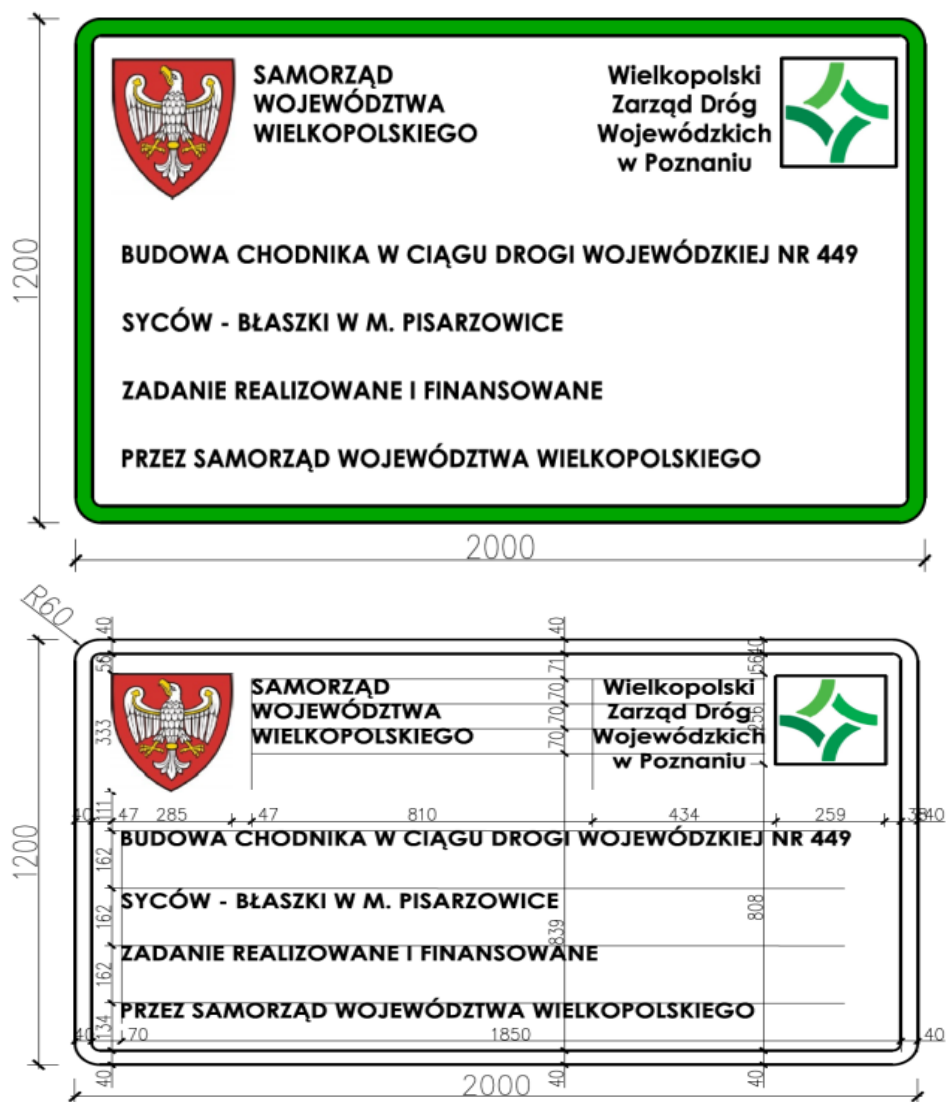 SAMORZĄD
WOJEWÓDZTWA
WIELKOPOLSKIEGO
Wielkopolski
Zarząd Dróg
Wojewódzkich
w Poznaniu
BUDOWA CHODNIKA W CIĄGU DROGI WOJEWÓDZKIEJ NR 449
SYCÓW - BŁASZKI W M. PISARZOWICE
ZADANIE REALIZOWANE I FINANSOWANE
PRZEZ SAMORZĄD WOJEWÓDZTWA WIELKOPOLSKIEGO
1200
2000
R60
40
40
40
56
71
56
SAMORZĄD
WOJEWÓDZTWA
WIELKOPOLSKIEGO
70
70
70
Wielkopolski
Zarząd Dróg
Wojewódzkich
w Poznaniu
333
256
111
40
47
285
47
810
434
259
38
40
1200
BUDOWA CHODNIKA W CIĄGU DROGI WOJEWÓDZKIEJ NR 449
162
SYCÓW - BŁASZKI W M. PISARZOWICE
162
839
808
ZADANIE REALIZOWANE I FINANSOWANE
162
PRZEZ SAMORZĄD WOJEWÓDZTWA WIELKOPOLSKIEGO
134
40
70
1850
40
40
40
40
2000